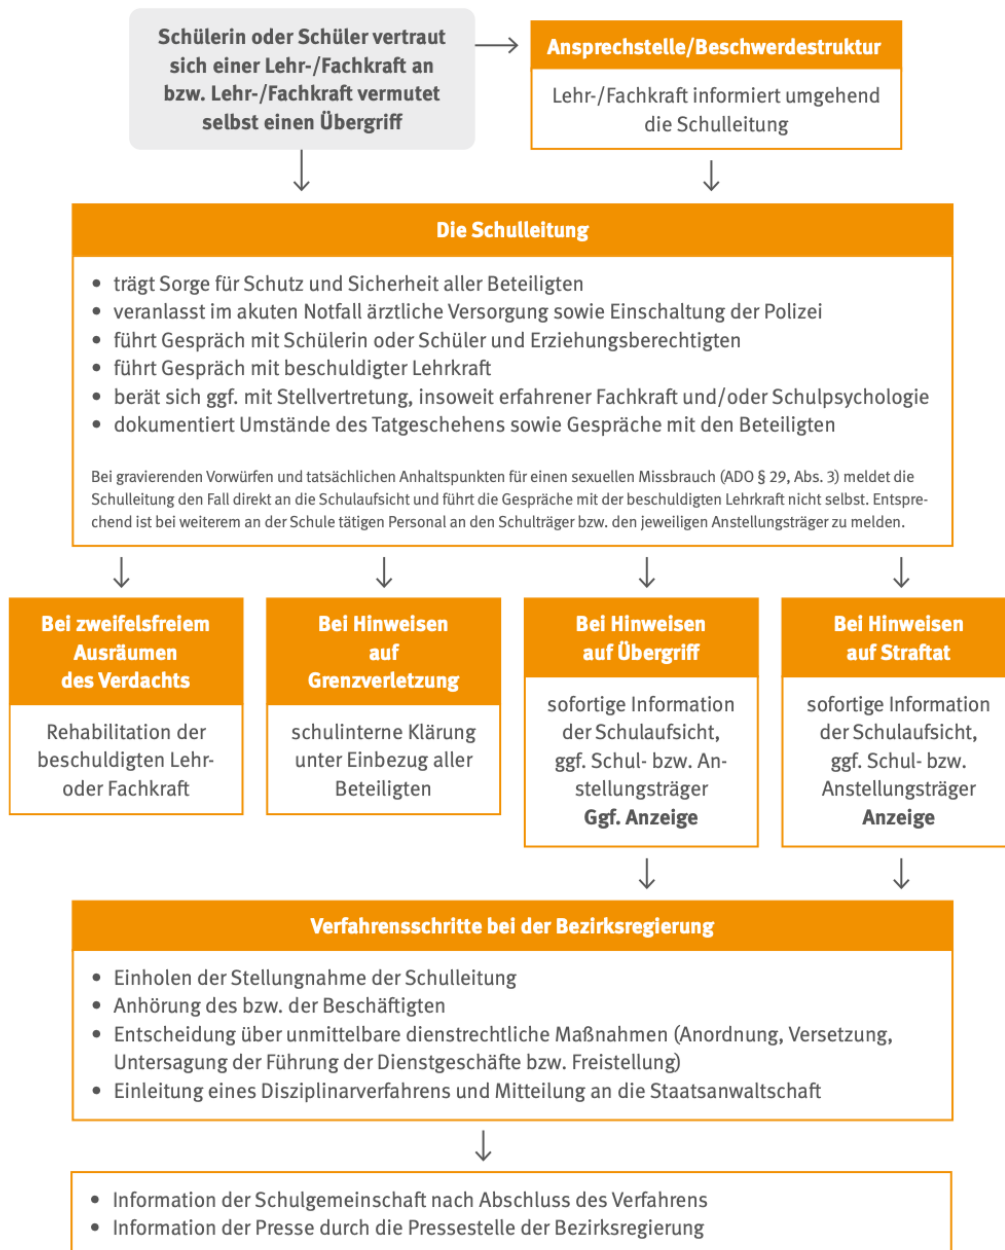 Schülerin oder Schüler vertraut
sich einer Lehr-/Fachkraft an
bzw. Lehr-/Fachkraft vermutet
selbst einen Übergriff
Ansprechstelle/Beschwerdestruktur
Lehr-/Fachkraft informiert umgehend
die Schulleitung
Die Schulleitung
• trägt Sorge für Schutz und Sicherheit aller Beteiligten
• veranlasst im akuten Notfall ärztliche Versorgung sowie Einschaltung der Polizei
• führt Gespräch mit Schülerin oder Schüler und Erziehungsberechtigten
• führt Gespräch mit beschuldigter Lehrkraft
• berät sich ggf. mit Stellvertretung, insoweit erfahrener Fachkraft und/oder Schulpsychologie
• dokumentiert Umstände des Tatgeschehens sowie Gespräche mit den Beteiligten
Bei gravierenden Vorwürfen und tatsächlichen Anhaltspunkten für einen sexuellen Missbrauch (ADO § 29, Abs. 3) meldet die
Schulleitung den Fall direkt an die Schulaufsicht und führt die Gespräche mit der beschuldigten Lehrkraft nicht selbst. Entspre-
chend ist bei weiterem an der Schule tätigen Personal an den Schulträger bzw. den jeweiligen Anstellungsträger zu melden.
Bei zweifelsfreiem
Ausräumen
des Verdachts
Rehabilitation der
beschuldigten Lehr-
oder Fachkraft
Bei Hinweisen
auf
Grenzverletzung
schulinterne Klärung
unter Einbezug aller
Beteiligten
Bei Hinweisen
auf Übergriff
sofortige Information
der Schulaufsicht,
ggf. Schul- bzw. An-
stellungsträger
Ggf. Anzeige
Bei Hinweisen
auf Straftat
sofortige Information
der Schulaufsicht,
ggf. Schul- bzw.
Anstellungsträger
Anzeige
Verfahrensschritte bei der Bezirksregierung
• Einholen der Stellungnahme der Schulleitung
• Anhörung des bzw. der Beschäftigten
• Entscheidung über unmittelbare dienstrechtliche Maßnahmen (Anordnung, Versetzung,
Untersagung der Führung der Dienstgeschäfte bzw. Freistellung)
• Einleitung eines Disziplinarverfahrens und Mitteilung an die Staatsanwaltschaft
• Information der Schulgemeinschaft nach Abschluss des Verfahrens
• Information der Presse durch die Pressestelle der Bezirksregierung